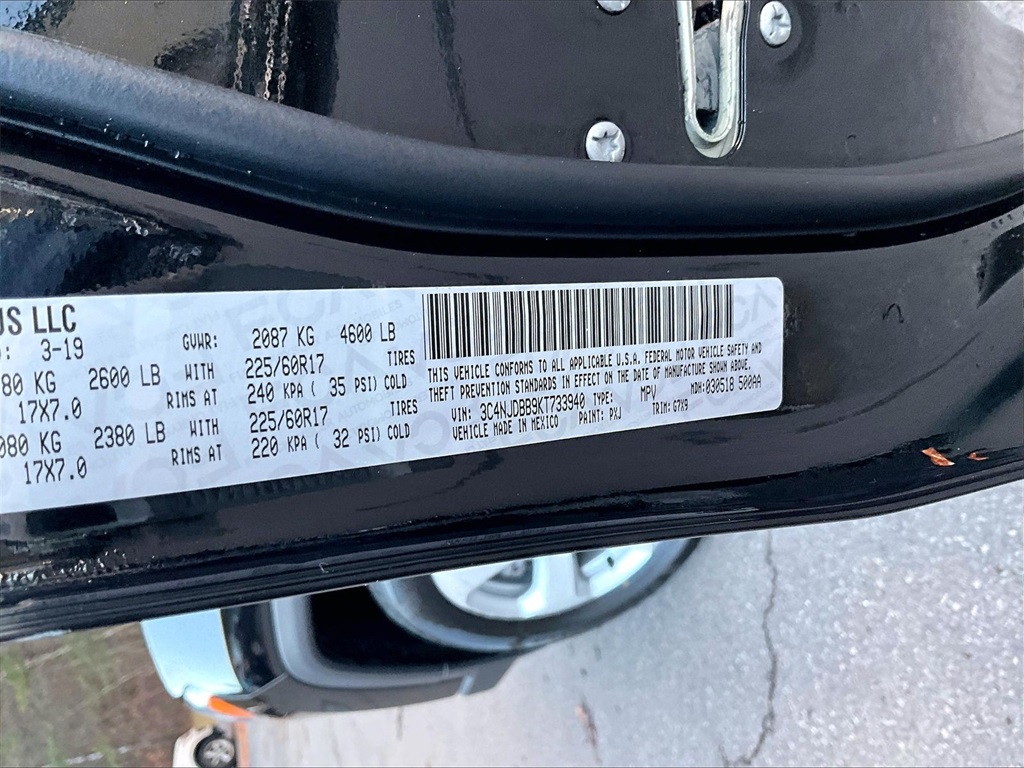 US LLC
: 3-19 GVWR: 2087 KG 4600 LB
80 KG 2600 LB WITH 225/60R17 TIRES
17X7.0 RIMS AT 240 KPA ( 35 PSI) COLD
080 KG 2380 LB WITH 225/60R17 TIRES
17X7.0 RIMS AT 220 KPA ( 32 PSI) COLD
THIS VEHICLE CONFORMS TO ALL APPLICABLE U.S.A. FEDERAL MOTOR VEHICLE SAFETY AND
THEFT PREVENTION STANDARDS IN EFFECT ON THE DATE OF MANUFACTURE SHOWN ABOVE.
VIN: 3C4NJDBB9KT733940 TYPE: MPV MDH: 030518 500AA
VEHICLE MADE IN MEXICO PAINT: PXJ TRIM: G7X9